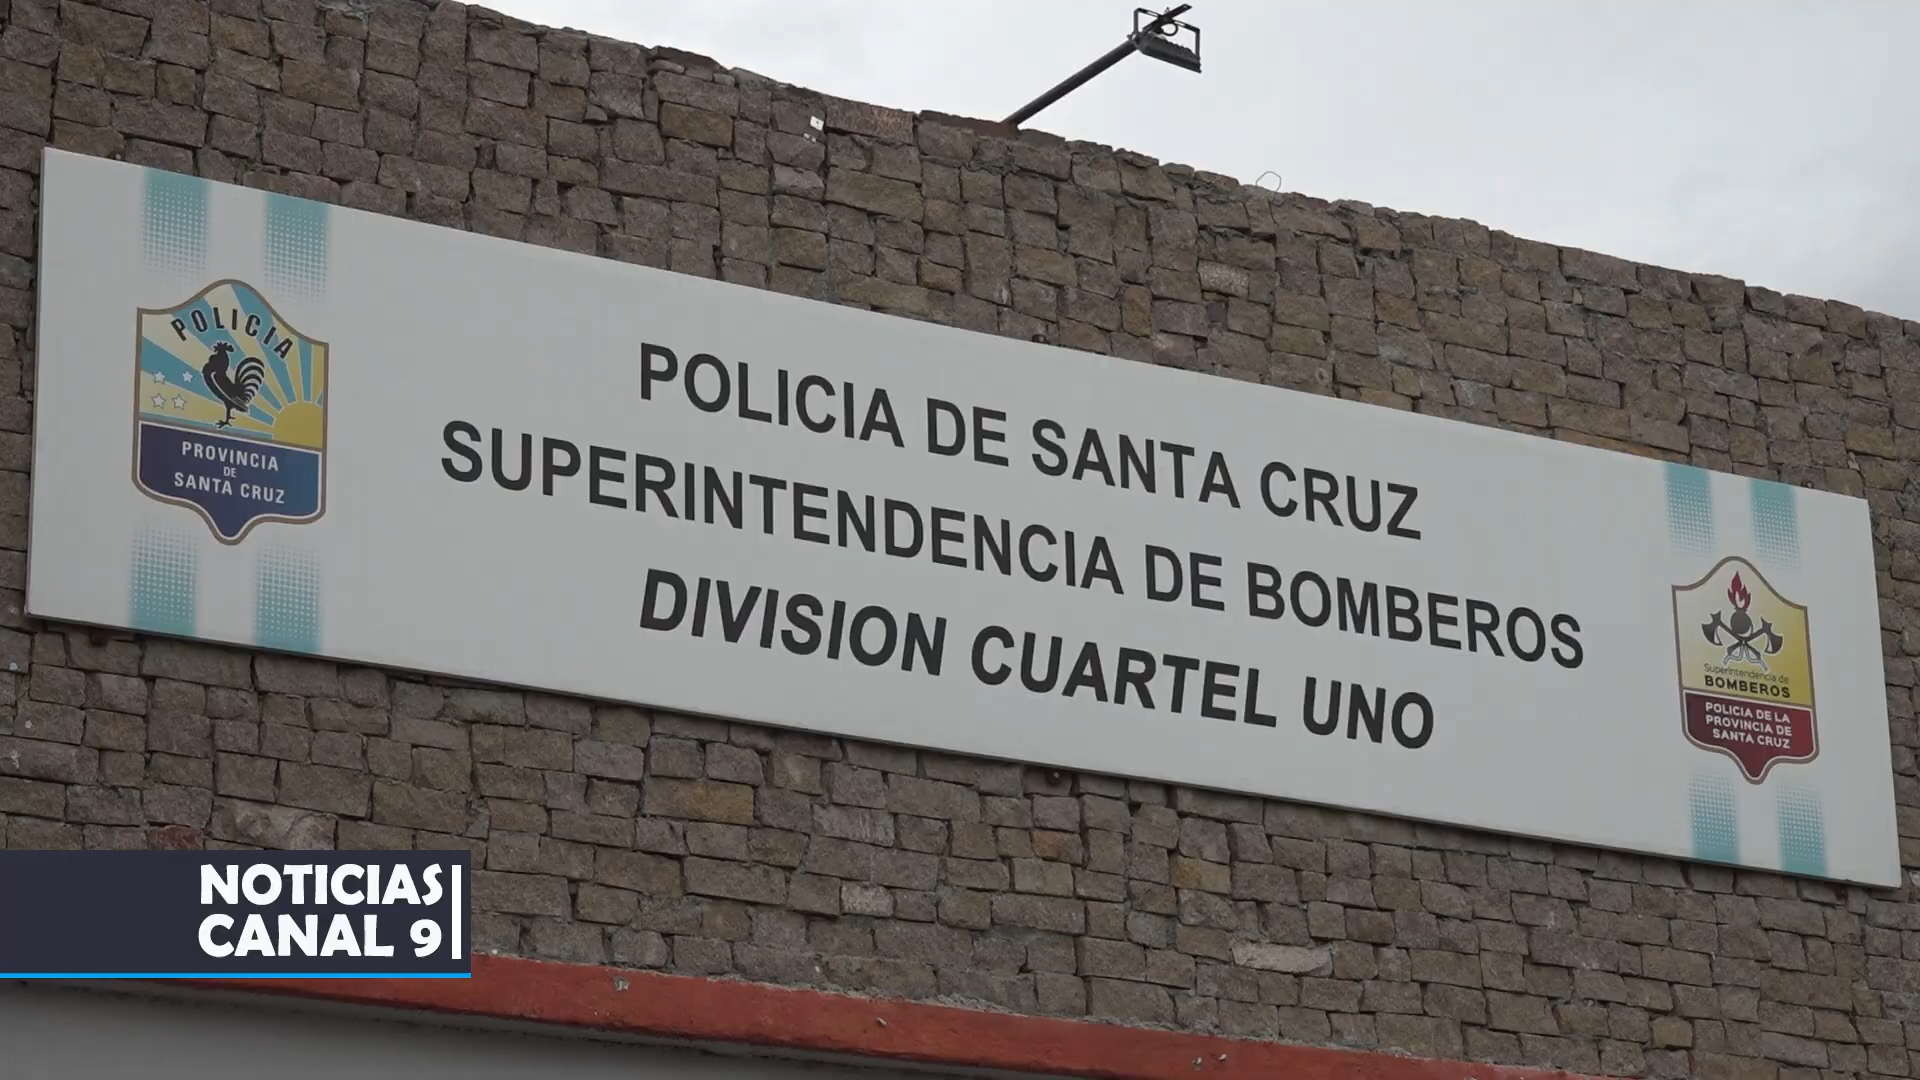 POLICIA
PROVINCIA
DE
SANTA CRUZ
POLICIA DE SANTA CRUZ
SUPERINTENDENCIA DE BOMBEROS
DIVISION CUARTEL UNO
Superintendencia de
BOMBEROS
POLICIA DE LA
PROVINCIA DE
SANTA CRUZ
NOTICIAS
CANAL 9